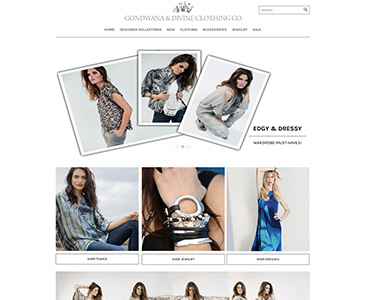 GONDWANA & DIVINE CLOTHING CO.
SEARCH
HOME DESIGNER COLLECTIONS NEW CLOTHING ACCESSORIES JEWELRY SALE
EDGY & DRESSY
WARDROBE MUST-HAVES!
SHOP TUNICS SHOP JEWELRY SHOP DRESSES